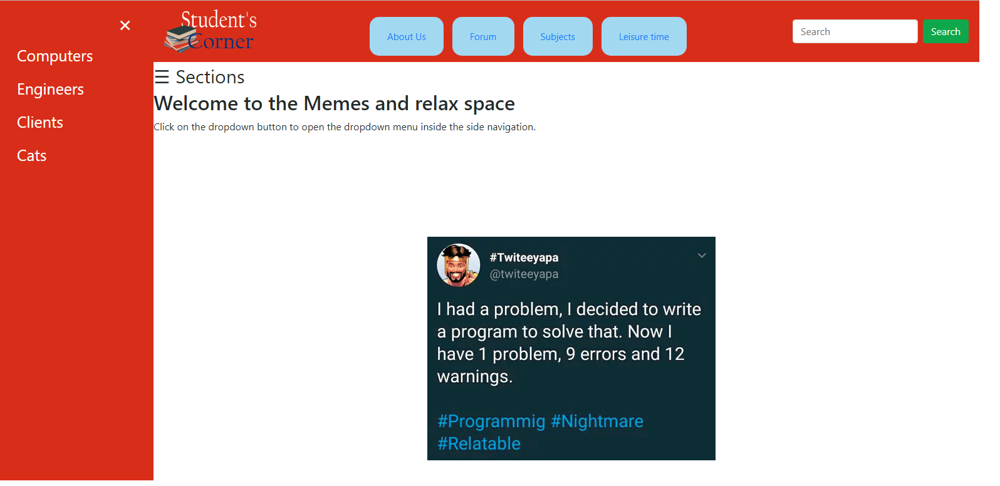 ×
Computers
Engineers
Clients
Cats
Student's
Corner
About Us
Forum
Subjects
Leisure time
Search
Search
☰ Sections
Welcome to the Memes and relax space
Click on the dropdown button to open the dropdown menu inside the side navigation.
#Twiteeyapa
@twiteeyapa
I had a problem, I decided to write
a program to solve that. Now I
have 1 problem, 9 errors and 12
warnings.
#Programmig #Nightmare
#Relatable